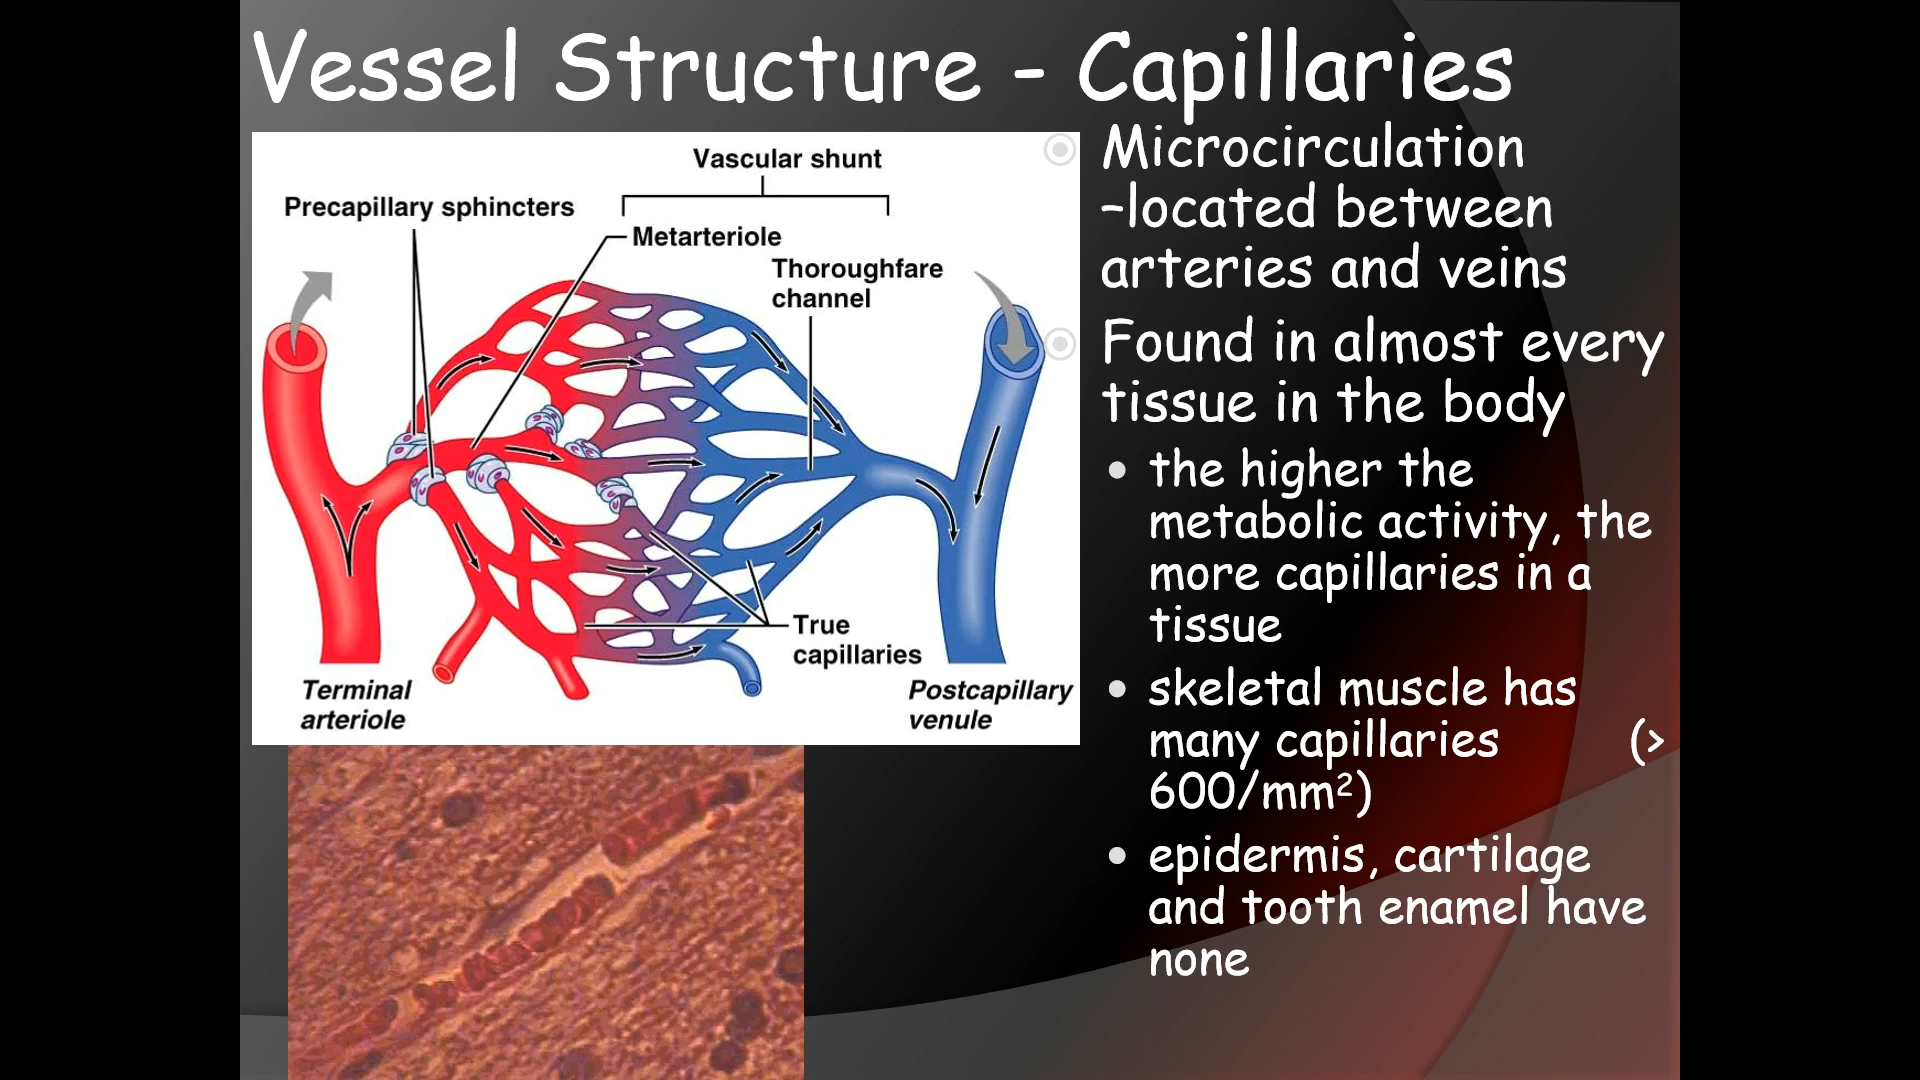 Vessel Structure - Capillaries
Vascular shunt
Precapillary sphincters
Metarteriole
Thoroughfare
channel
True
capillaries
Terminal
arteriole
Postcapillary
venule
Microcirculation
–located between
arteries and veins
Found in almost every
tissue in the body
• the higher the
metabolic activity, the
more capillaries in a
tissue
• skeletal muscle has
many capillaries (>
600/mm²)
• epidermis, cartilage
and tooth enamel have
none